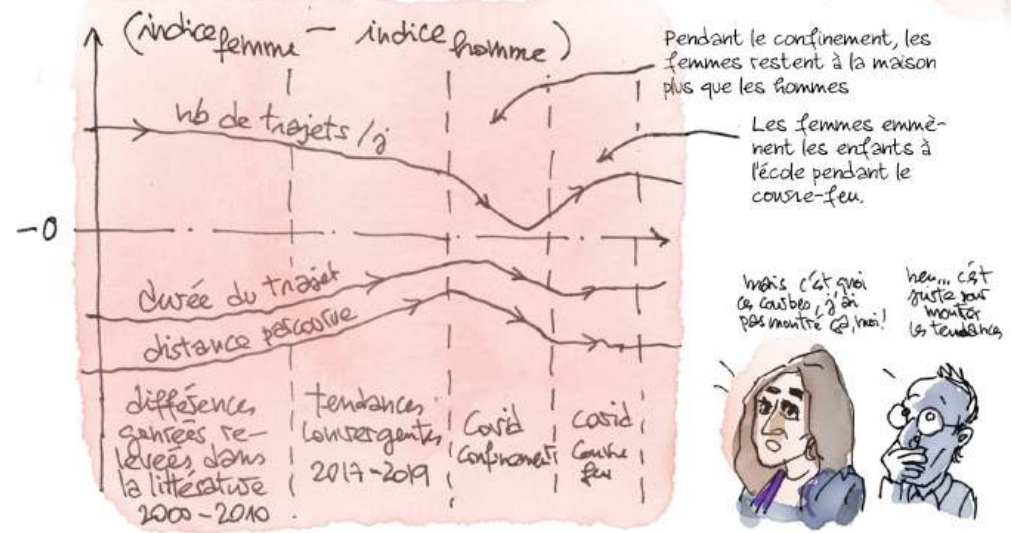 (indice femme - indice homme)
nb de trajets /j
-0
durée du trajet
distance parcourue
différences
genrées re-
levées dans
la littérature
2000-2010
tendances
convergentes
2017-2019
Covid
Confinement
covid
Couvre
feu
Pendant le confinement, les
femmes restent à la maison
plus que les hommes
Les femmes emmè-
nent les enfants à
l'école pendant le
couvre-feu.
mais c'est quoi
ces courbes, j'ai
pas montré ça, moi!
heu... c'est
juste pour
montrer
les tendances